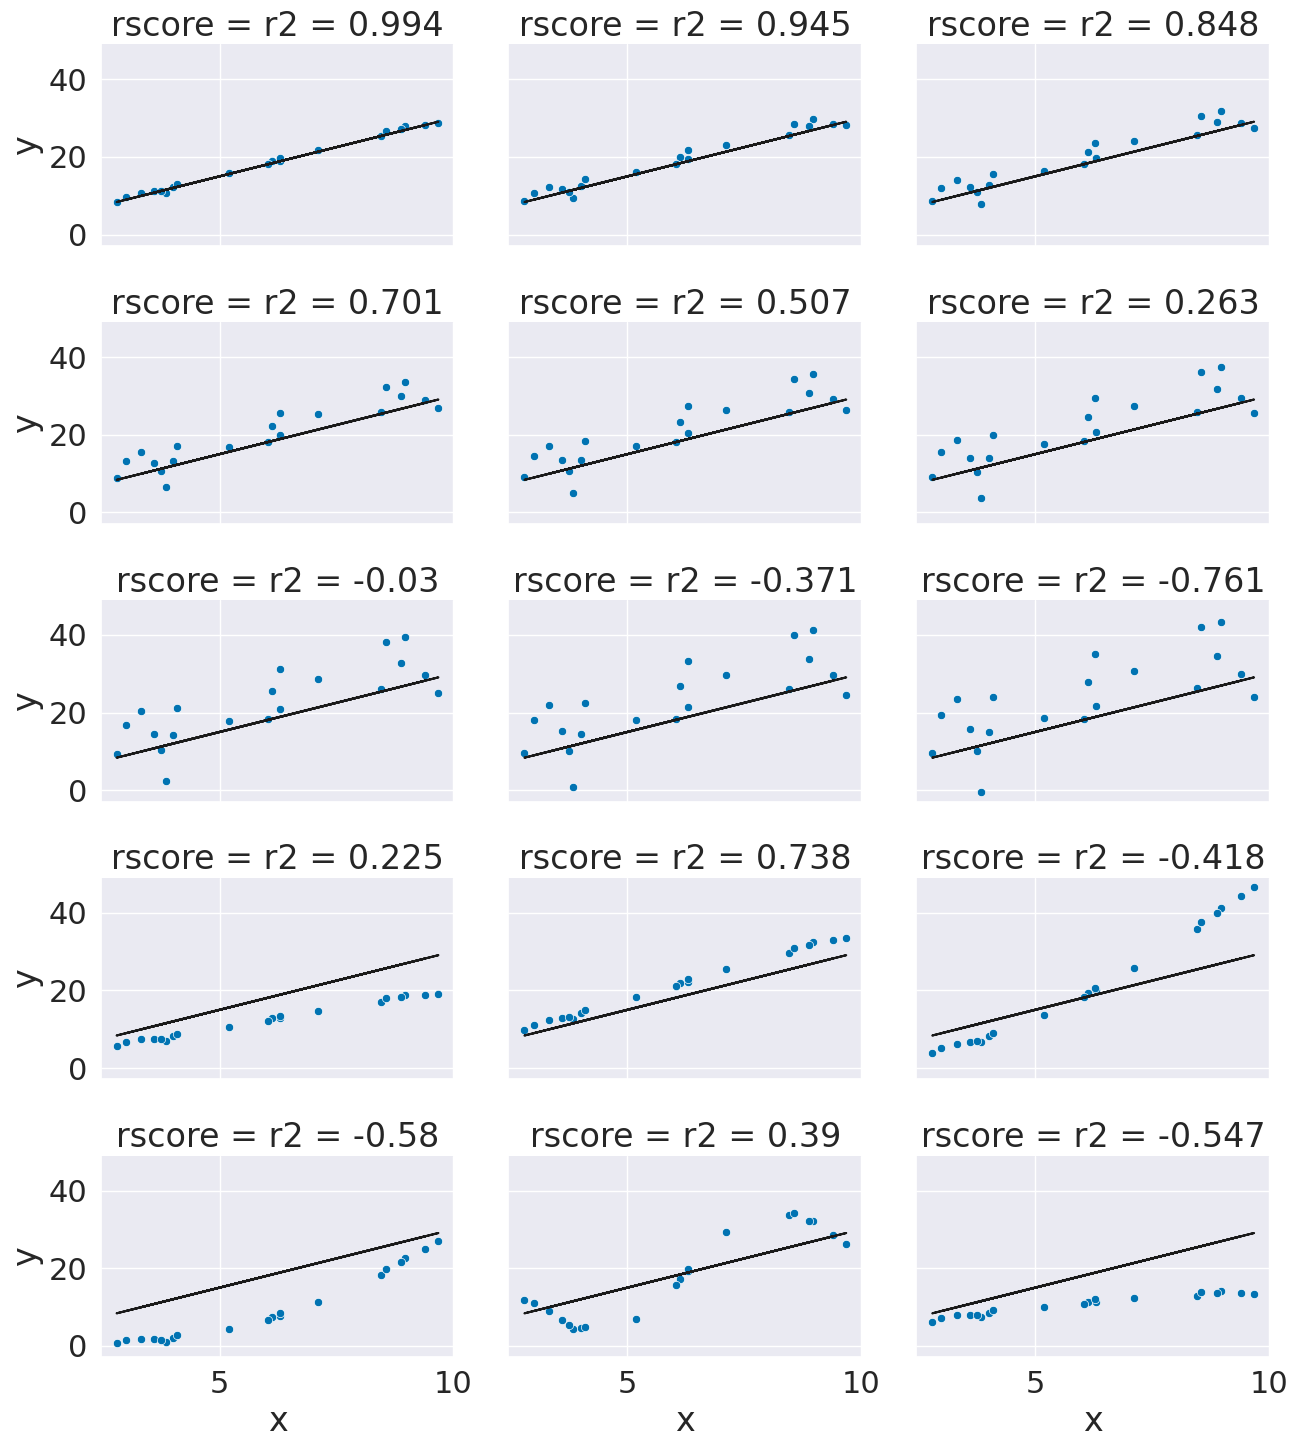 rscore = r2 = 0.994
rscore = r2 = 0.945
rscore = r2 = 0.848
40
20
0
y
rscore = r2 = 0.701
rscore = r2 = 0.507
rscore = r2 = 0.263
40
20
0
y
rscore = r2 = -0.03
rscore = r2 = -0.371
rscore = r2 = -0.761
40
20
0
y
rscore = r2 = 0.225
rscore = r2 = 0.738
rscore = r2 = -0.418
40
20
0
y
rscore = r2 = -0.58
rscore = r2 = 0.39
rscore = r2 = -0.547
40
20
0
y
5 10
5 10
5 10
x
x
x